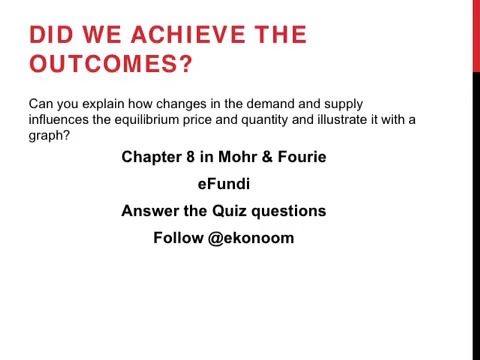 DID WE ACHIEVE THE
OUTCOMES?
Can you explain how changes in the demand and supply
influences the equilibrium price and quantity and illustrate it with a
graph?
Chapter 8 in Mohr & Fourie
eFundi
Answer the Quiz questions
Follow @ekonoom